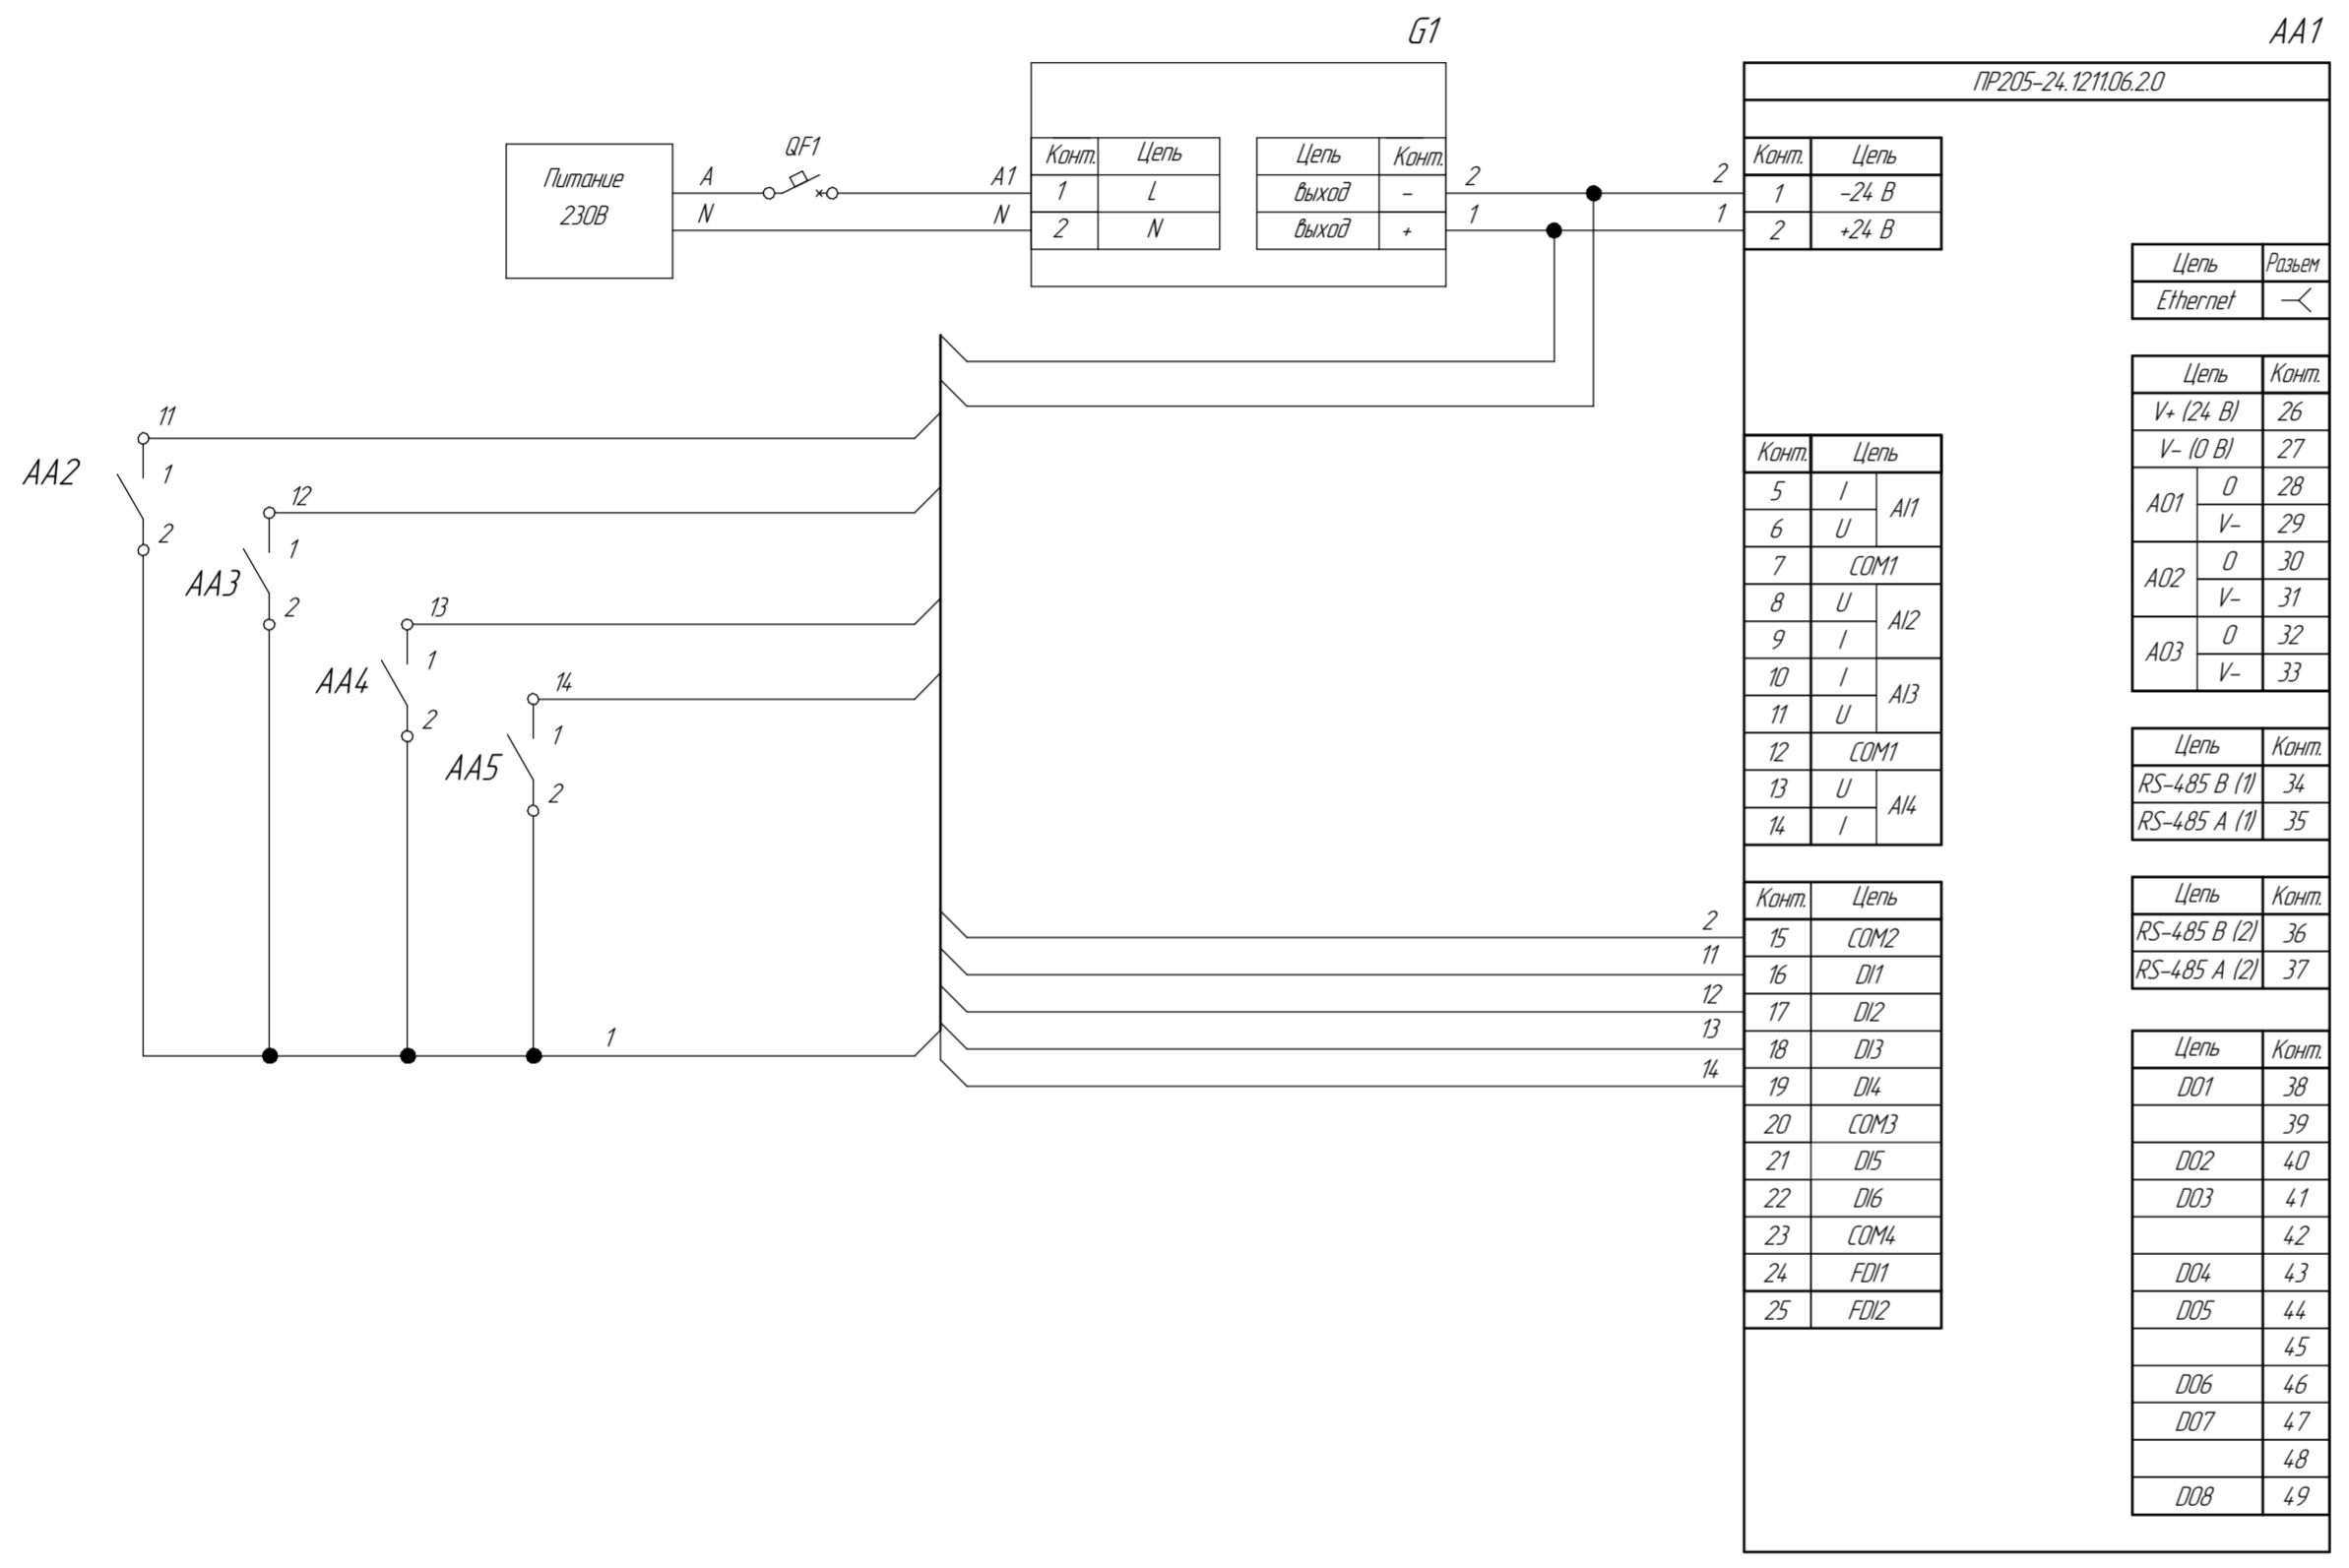 G1
AA1
ПР205-24.1211.06.2.0
QF1
Питание
230В
A
A1
N
N
Конт. Цепь
1 L
2 N
Цепь Конт.
выход -
выход +
2
1
2
1
Конт. Цепь
1 -24 В
2 +24 В
Цепь Разьем
Ethernet
Цепь Конт.
V+ (24 В) 26
V- (0 В) 27
AO1 O 28
V- 29
AO2 O 30
V- 31
AO3 O 32
V- 33
Цепь Конт.
RS-485 B (1) 34
RS-485 A (1) 35
Цепь Конт.
RS-485 B (2) 36
RS-485 A (2) 37
Цепь Конт.
DO1 38
39
DO2 40
DO3 41
42
DO4 43
DO5 44
45
DO6 46
DO7 47
48
DO8 49
Конт. Цепь
5 I AI1
6 U
7 COM1
8 U AI2
9 I
10 I AI3
11 U
12 COM1
13 U AI4
14 I
Конт. Цепь
15 COM2
16 DI1
17 DI2
18 DI3
19 DI4
20 COM3
21 DI5
22 DI6
23 COM4
24 FDI1
25 FDI2
2
11
12
13
14
11
AA2
1
2
12
AA3
1
2
13
AA4
1
2
14
AA5
1
2
1